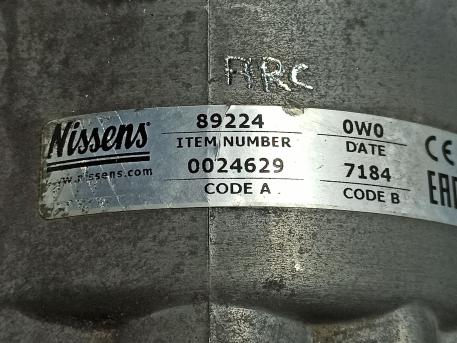 ARC
Nissens
www.nissens.com
89224
ITEM NUMBER
0024629
CODE A
0W0
DATE
7184
CODE B
CE
EAC